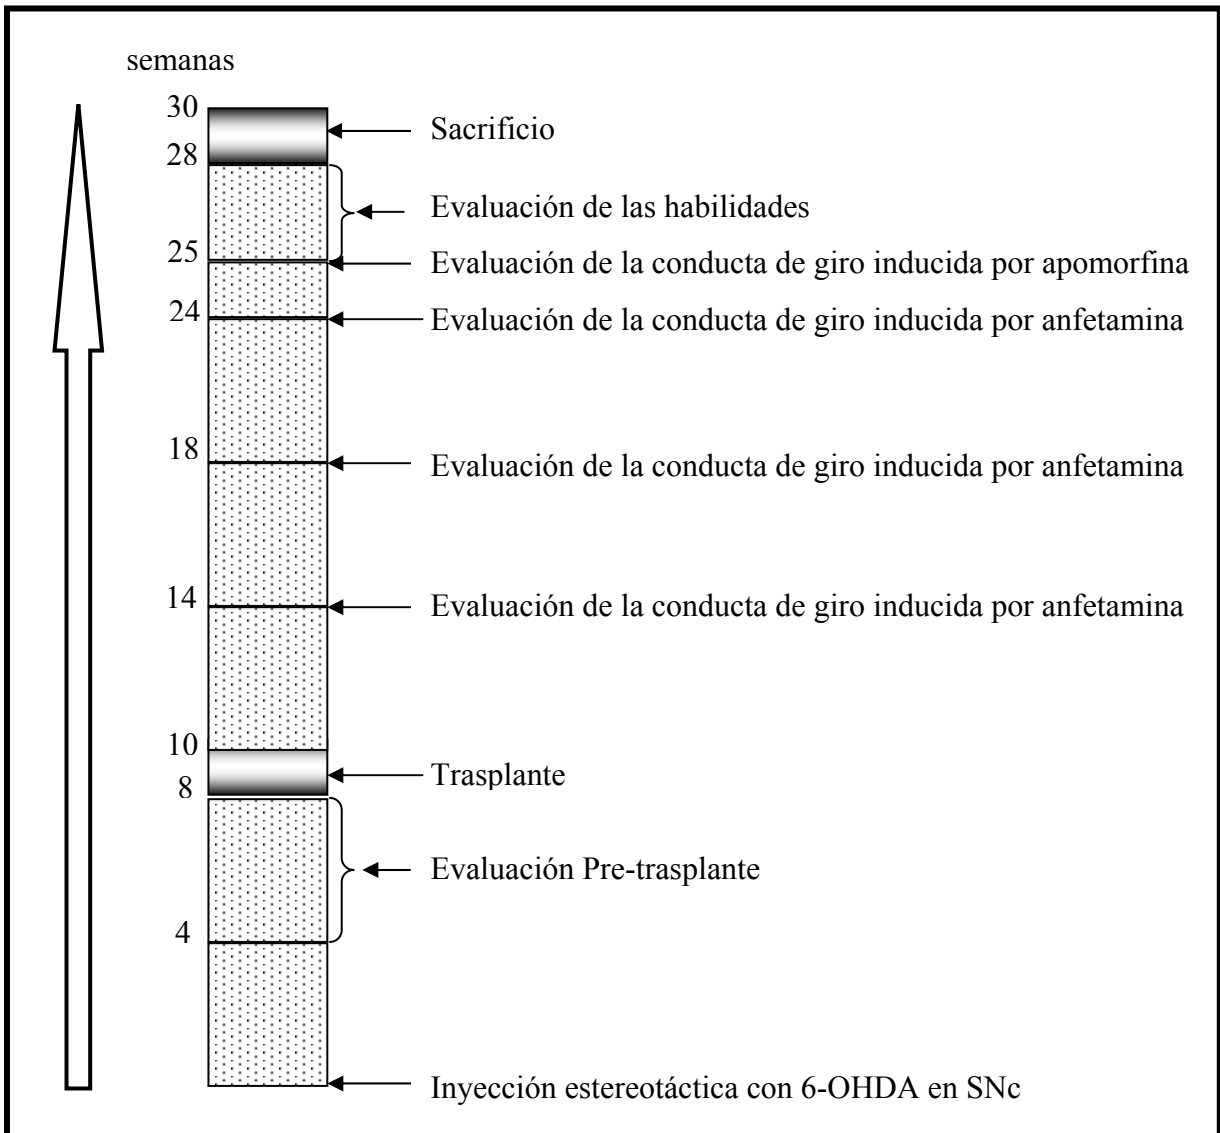 semanas
30
Sacrificio
28
Evaluación de las habilidades
25
Evaluación de la conducta de giro inducida por apomorfina
24
Evaluación de la conducta de giro inducida por anfetamina
18
Evaluación de la conducta de giro inducida por anfetamina
14
Evaluación de la conducta de giro inducida por anfetamina
10
Trasplante
8
Evaluación Pre-trasplante
4
Inyección estereotáctica con 6-OHDA en SNc